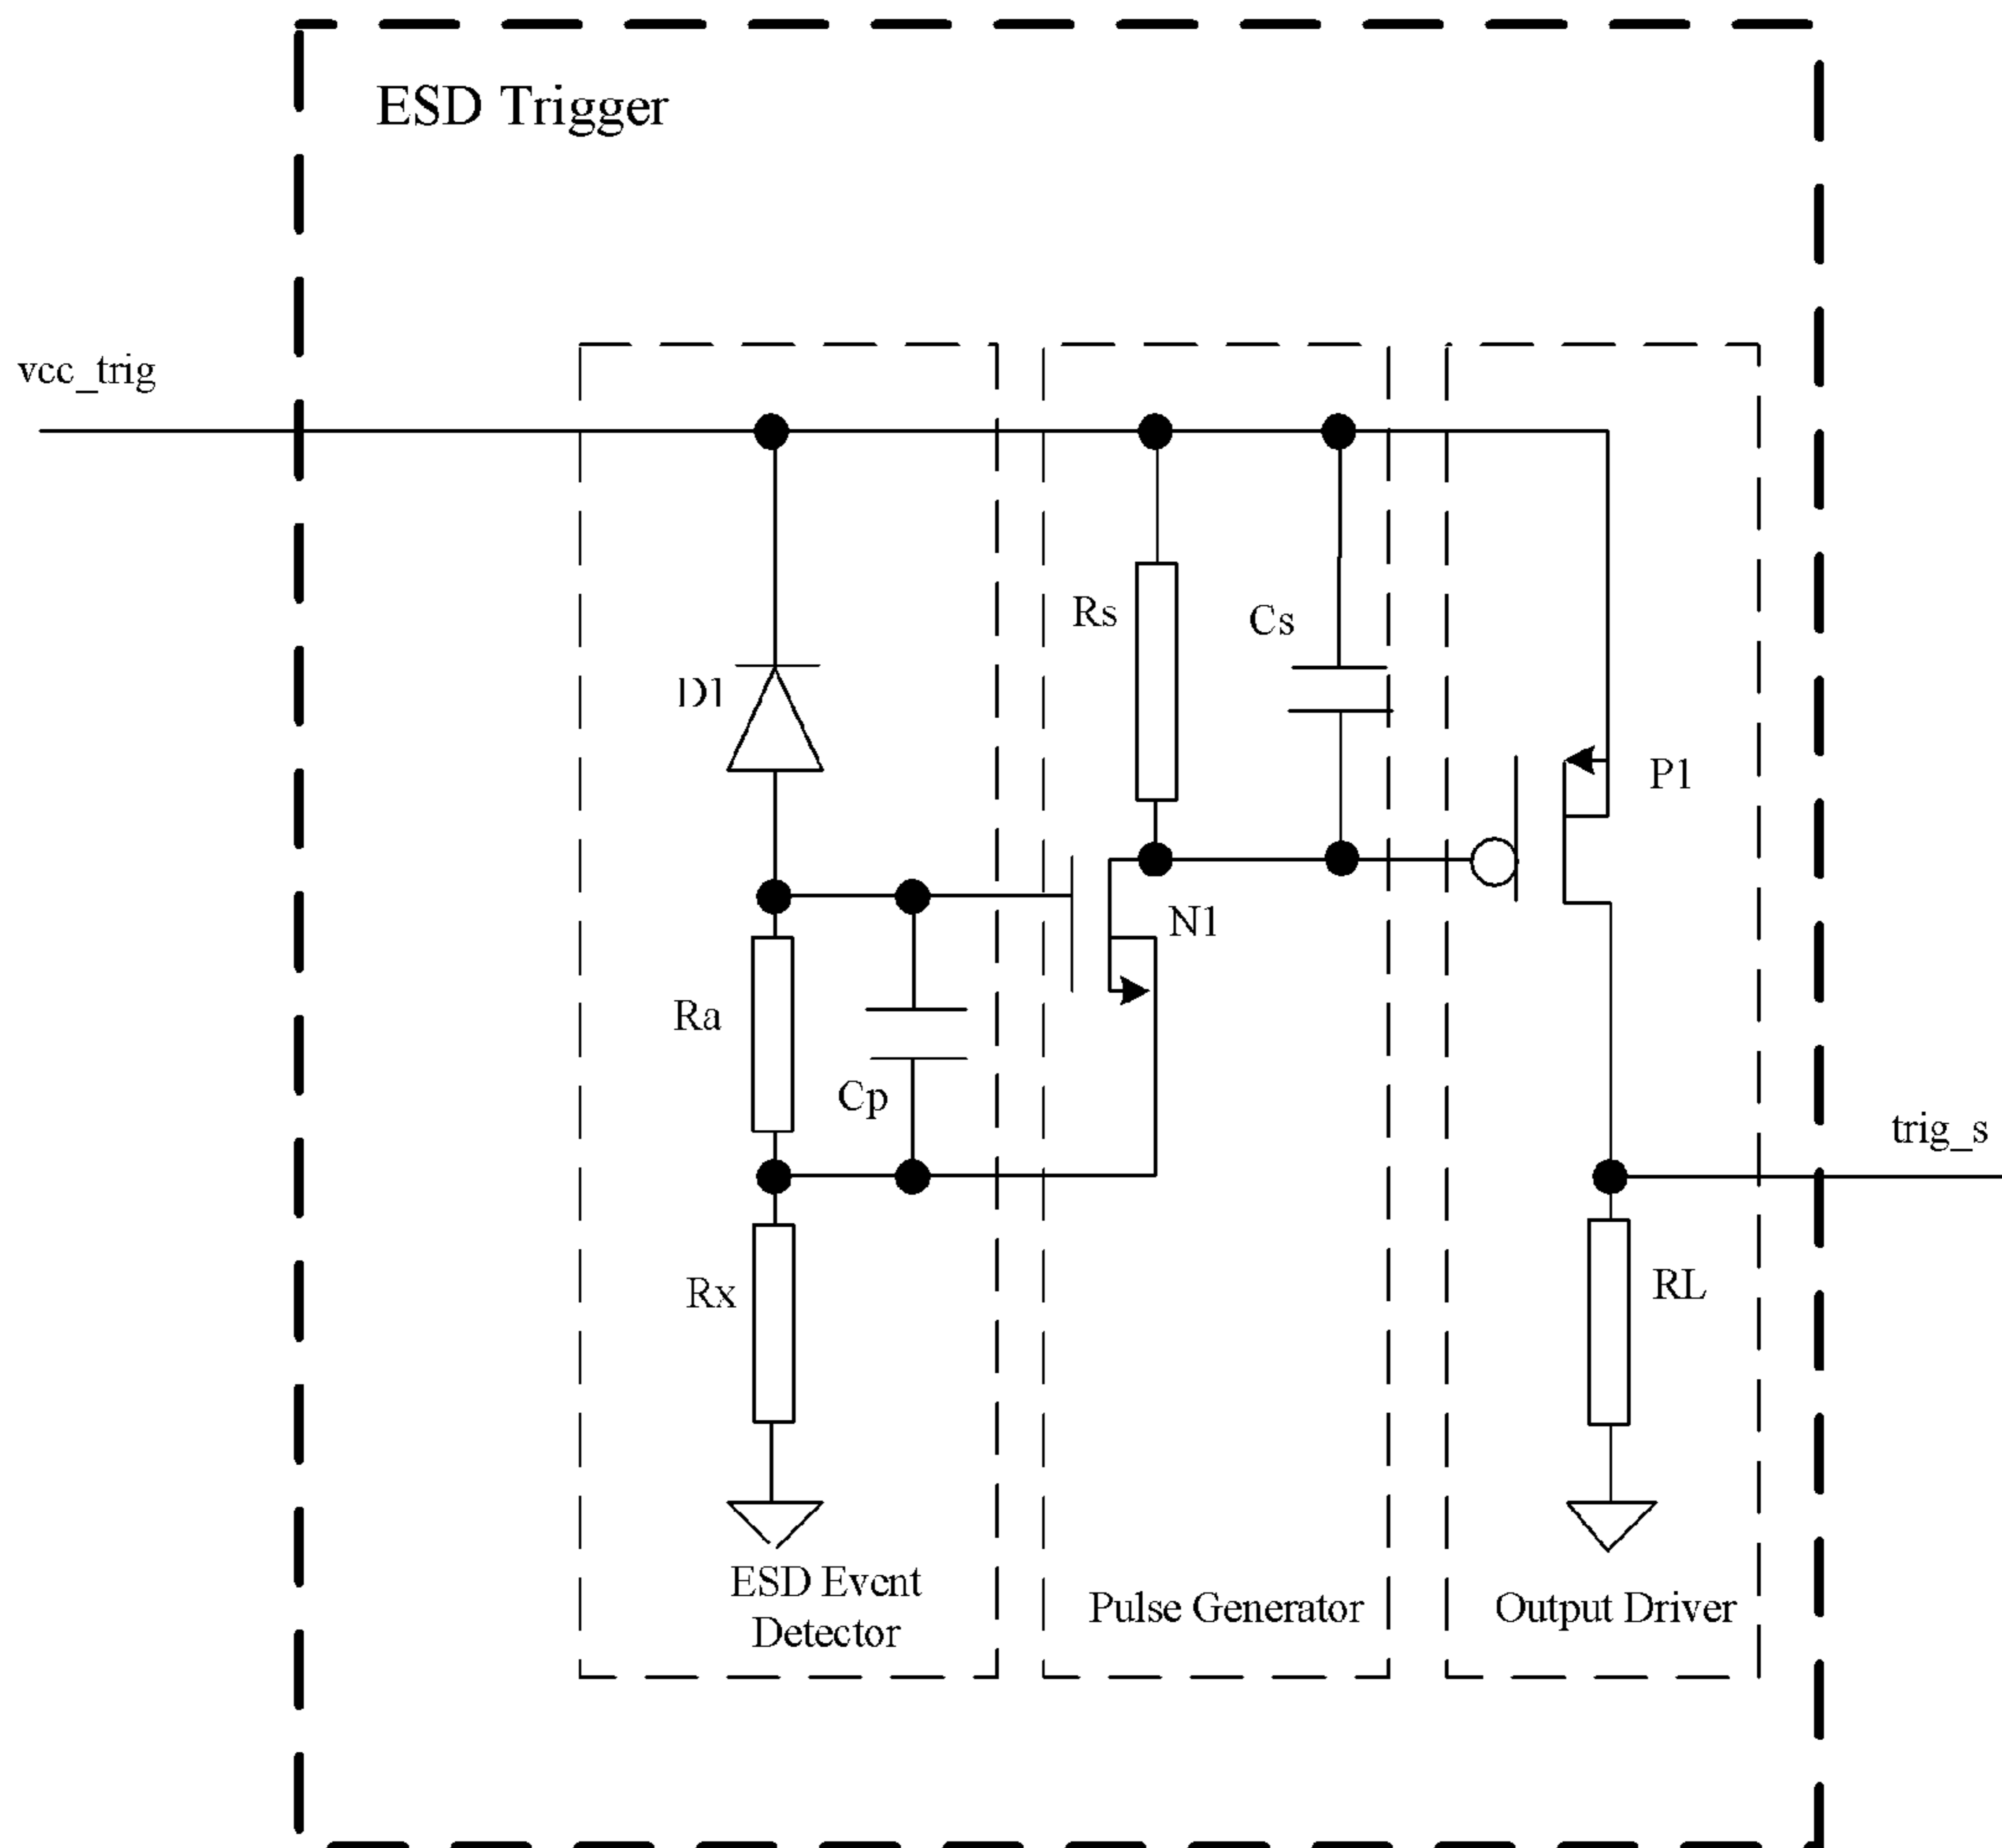 ESD Trigger
vcc_trig
Rs
Cs
D1
P1
N1
Ra
Cp
trig_s
Rx
RL
ESD Event
Detector
Pulse Generator
Output Driver